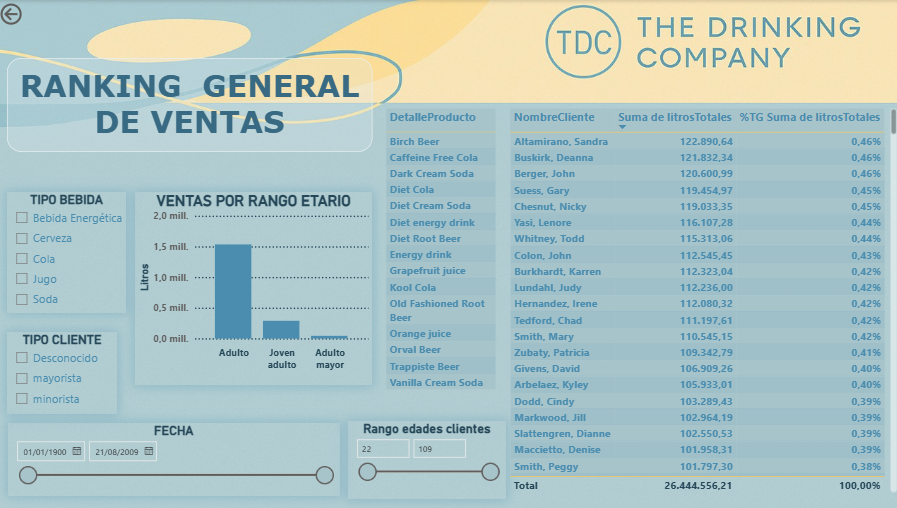 TDC
THE DRINKING
COMPANY
RANKING GENERAL
DE VENTAS
TIPO BEBIDA
Bebida Energética
Cerveza
Cola
Jugo
Soda
TIPO CLIENTE
Desconocido
mayorista
minorista
VENTAS POR RANGO ETARIO
Litros
2,0 mill.
1,5 mill.
1,0 mill.
0,5 mill.
0,0 mill.
Adulto
Joven
adulto
Adulto
mayor
DetalleProducto
Birch Beer
Caffeine Free Cola
Dark Cream Soda
Diet Cola
Diet Cream Soda
Diet energy drink
Diet Root Beer
Energy drink
Grapefruit juice
Kool Cola
Old Fashioned Root
Beer
Orange juice
Orval Beer
Trappiste Beer
Vanilla Cream Soda
NombreCliente Suma de litrosTotales %TG Suma de litrosTotales
Altamirano, Sandra 122.890,64 0,46%
Buskirk, Deanna 121.832,34 0,46%
Berger, John 120.600,99 0,46%
Suess, Gary 119.454,97 0,45%
Chesnut, Nicky 119.033,35 0,45%
Yasi, Lenore 116.107,28 0,44%
Whitney, Todd 115.313,06 0,44%
Colon, John 112.545,45 0,43%
Burkhardt, Karren 112.323,04 0,42%
Lundahl, Judy 112.236,00 0,42%
Hernandez, Irene 112.080,32 0,42%
Tedford, Chad 111.197,61 0,42%
Smith, Mary 110.545,15 0,42%
Zubaty, Patricia 109.342,79 0,41%
Givens, David 106.909,26 0,40%
Arbelaez, Kyley 105.933,01 0,40%
Dodd, Cindy 103.289,43 0,39%
Markwood, Jill 102.964,19 0,39%
Slattengren, Dianne 102.550,53 0,39%
Maccietto, Denise 101.958,31 0,39%
Smith, Peggy 101.797,30 0,38%
Total 26.444.556,21 100,00%
FECHA
01/01/1900
21/08/2009
Rango edades clientes
22
109